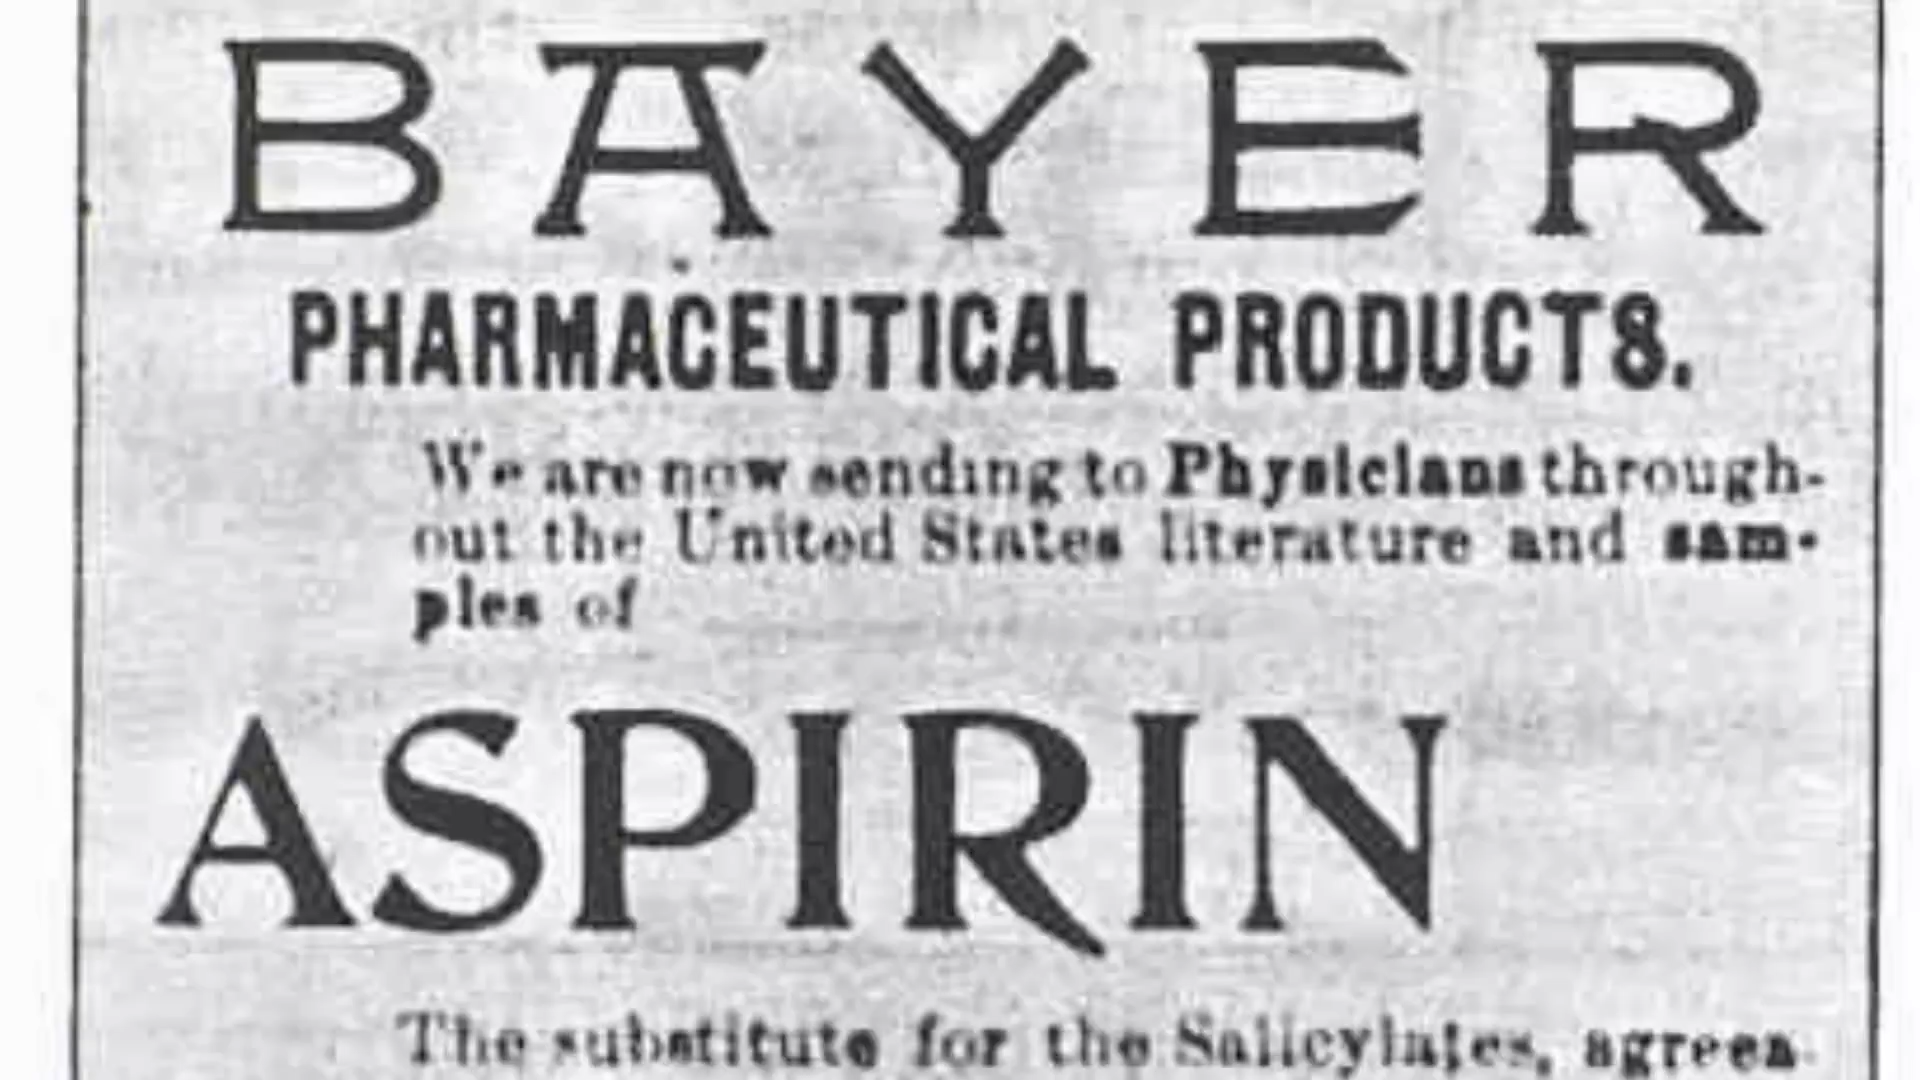 BAYER
PHARMACEUTICAL PRODUCTS.
We are now sending to Physicians through-
out the United States literature and sam-
ples of
ASPIRIN
The substitute for the Salicylates, agrees